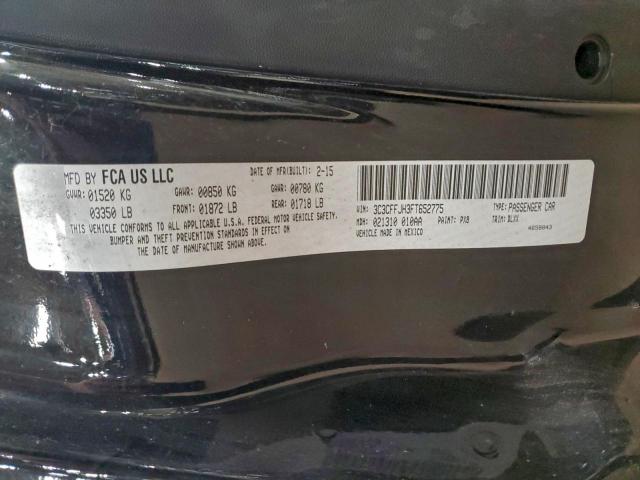 MFD BY FCA US LLC DATE OF MFR(BUILT): 2-15
GVWR: 01520 KG GAWR: 00850 KG GAWR: 00780 KG
03350 LB FRONT: 01872 LB REAR: 01718 LB
THIS VEHICLE CONFORMS TO ALL APPLICABLE U.S.A. FEDERAL MOTOR VEHICLE SAFETY,
BUMPER AND THEFT PREVENTION STANDARDS IN EFFECT ON
THE DATE OF MANUFACTURE SHOWN ABOVE.
VIN: 3C3CFFJH3FT652775 TYPE: PASSENGER CAR
MDH: 021310 010AA PAINT: PX8 TRIM: DLXX
VEHICLE MADE IN MEXICO 4658843